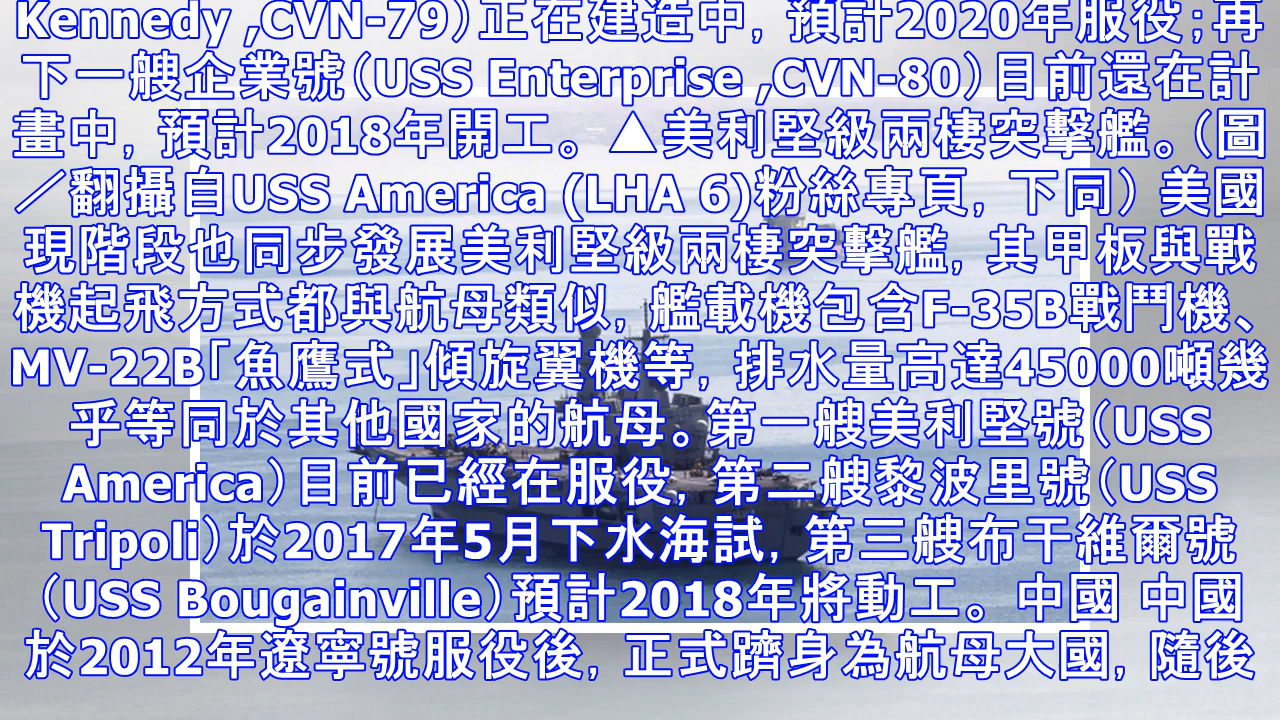 Kennedy ,CVN-79）正在建造中，預計2020年服役；再
下一艘企業號（USS Enterprise ,CVN-80）目前還在計
畫中，預計2018年開工。▲美利堅級兩棲突擊艦。（圖
／翻攝自USS America (LHA 6)粉絲專頁，下同） 美國
現階段也同步發展美利堅級兩棲突擊艦，其甲板與戰
機起飛方式都與航母類似，艦載機包含F-35B戰鬥機、
MV-22B「魚鷹式」傾旋翼機等，排水量高達45000噸幾
乎等同於其他國家的航母。第一艘美利堅號（USS
America）目前已經在服役，第二艘黎波里號（USS
Tripoli）於2017年5月下水海試，第三艘布干維爾號
（USS Bougainville）預計2018年將動工。 中國 中國
於2012年遼寧號服役後，正式躋身為航母大國，隨後